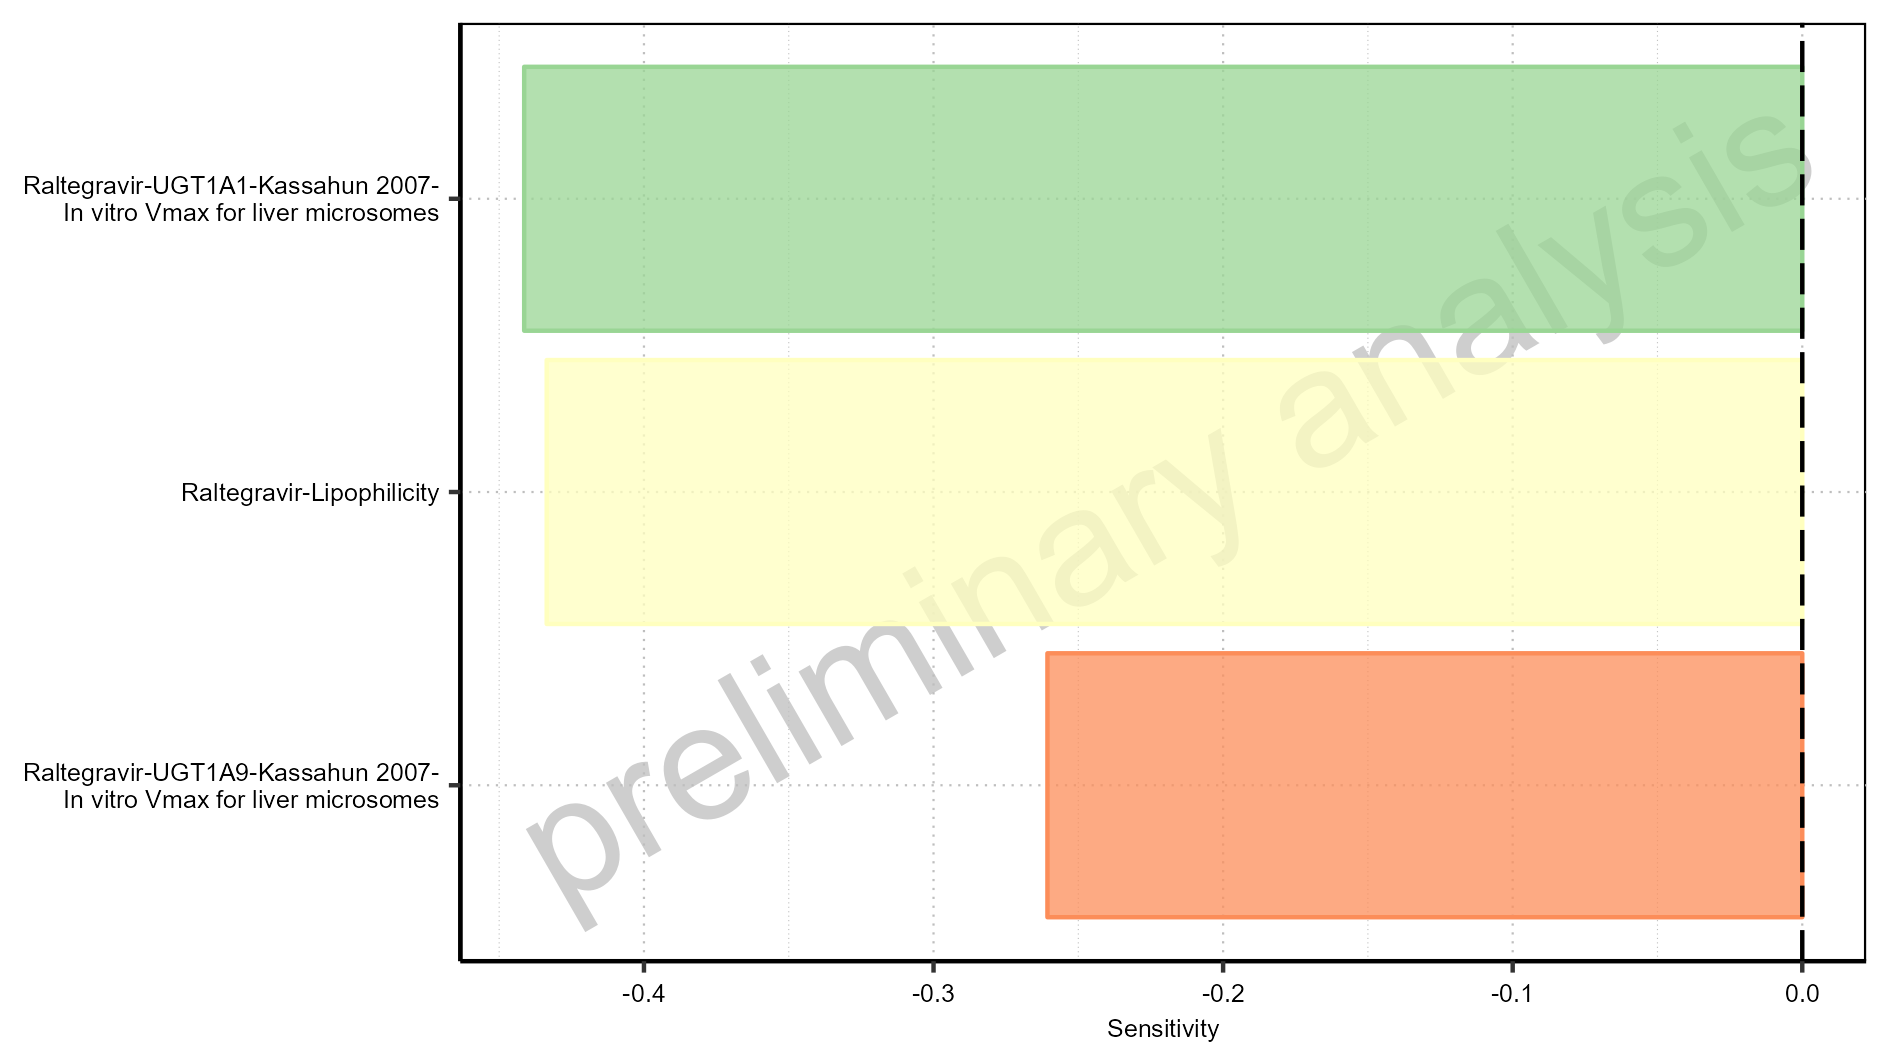 Raltegravir-UGT1A1-Kassahun 2007-
In vitro Vmax for liver microsomes
Raltegravir-Lipophilicity
Raltegravir-UGT1A9-Kassahun 2007-
In vitro Vmax for liver microsomes
preliminary analysis
-0.4 -0.3 -0.2 -0.1 0.0
Sensitivity